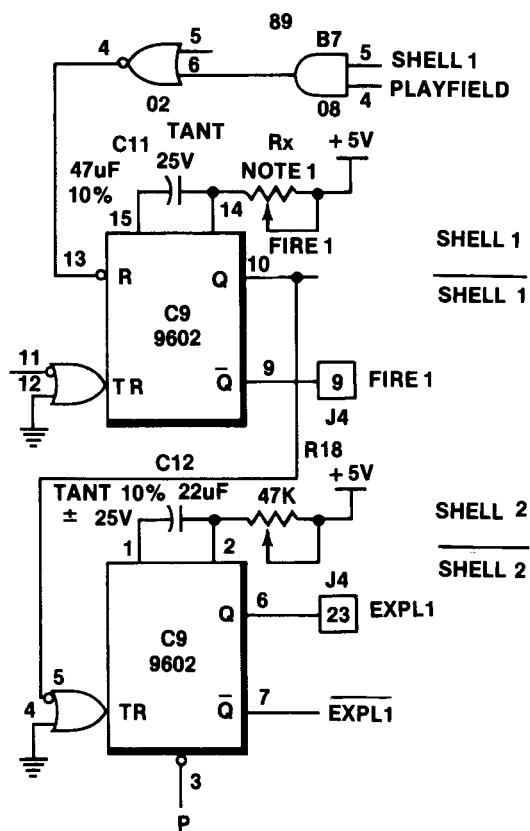 89
4
5
6
02
B7
08
5
SHELL 1
4
PLAYFIELD
TANT
C11
25V
47uF
10%
15
14
Rx
NOTE 1
FIRE 1
+5V
13
R
Q
10
C9
9602
11
12
TR
Q
9
9
FIRE 1
J4
SHELL 1
SHELL 1
C12
R18
TANT 10% 22uF
± 25V
47K
+5V
1
2
SHELL 2
SHELL 2
J4
Q
6
23
EXPL1
C9
9602
5
4
TR
Q
7
EXPL1
3
P